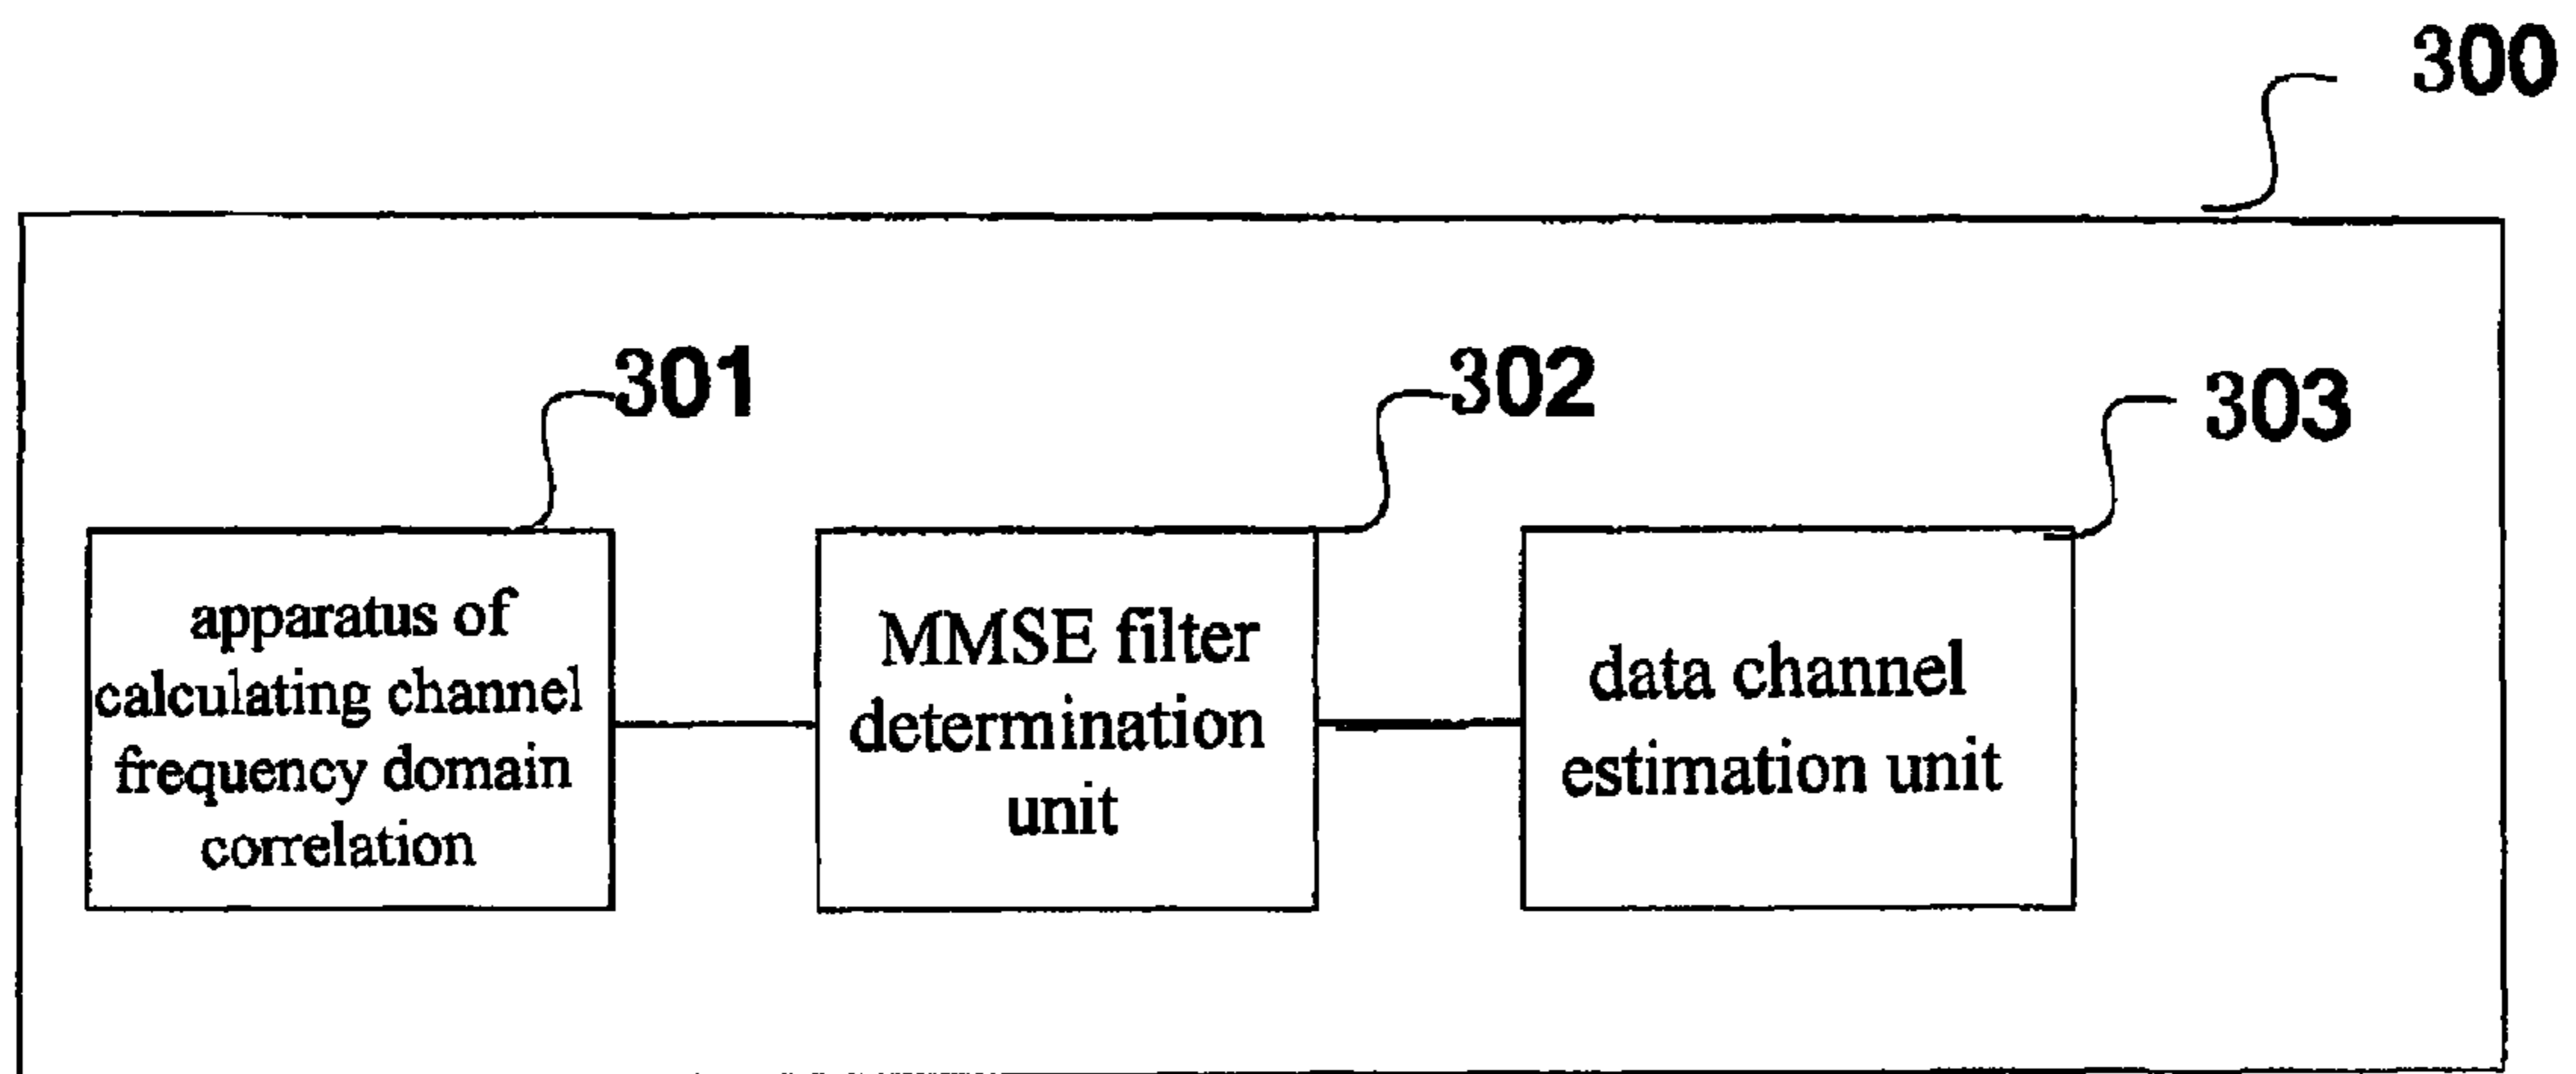 300
301
302
303
apparatus of
calculating channel
frequency domain
correlation
MMSE filter
determination
unit
data channel
estimation unit